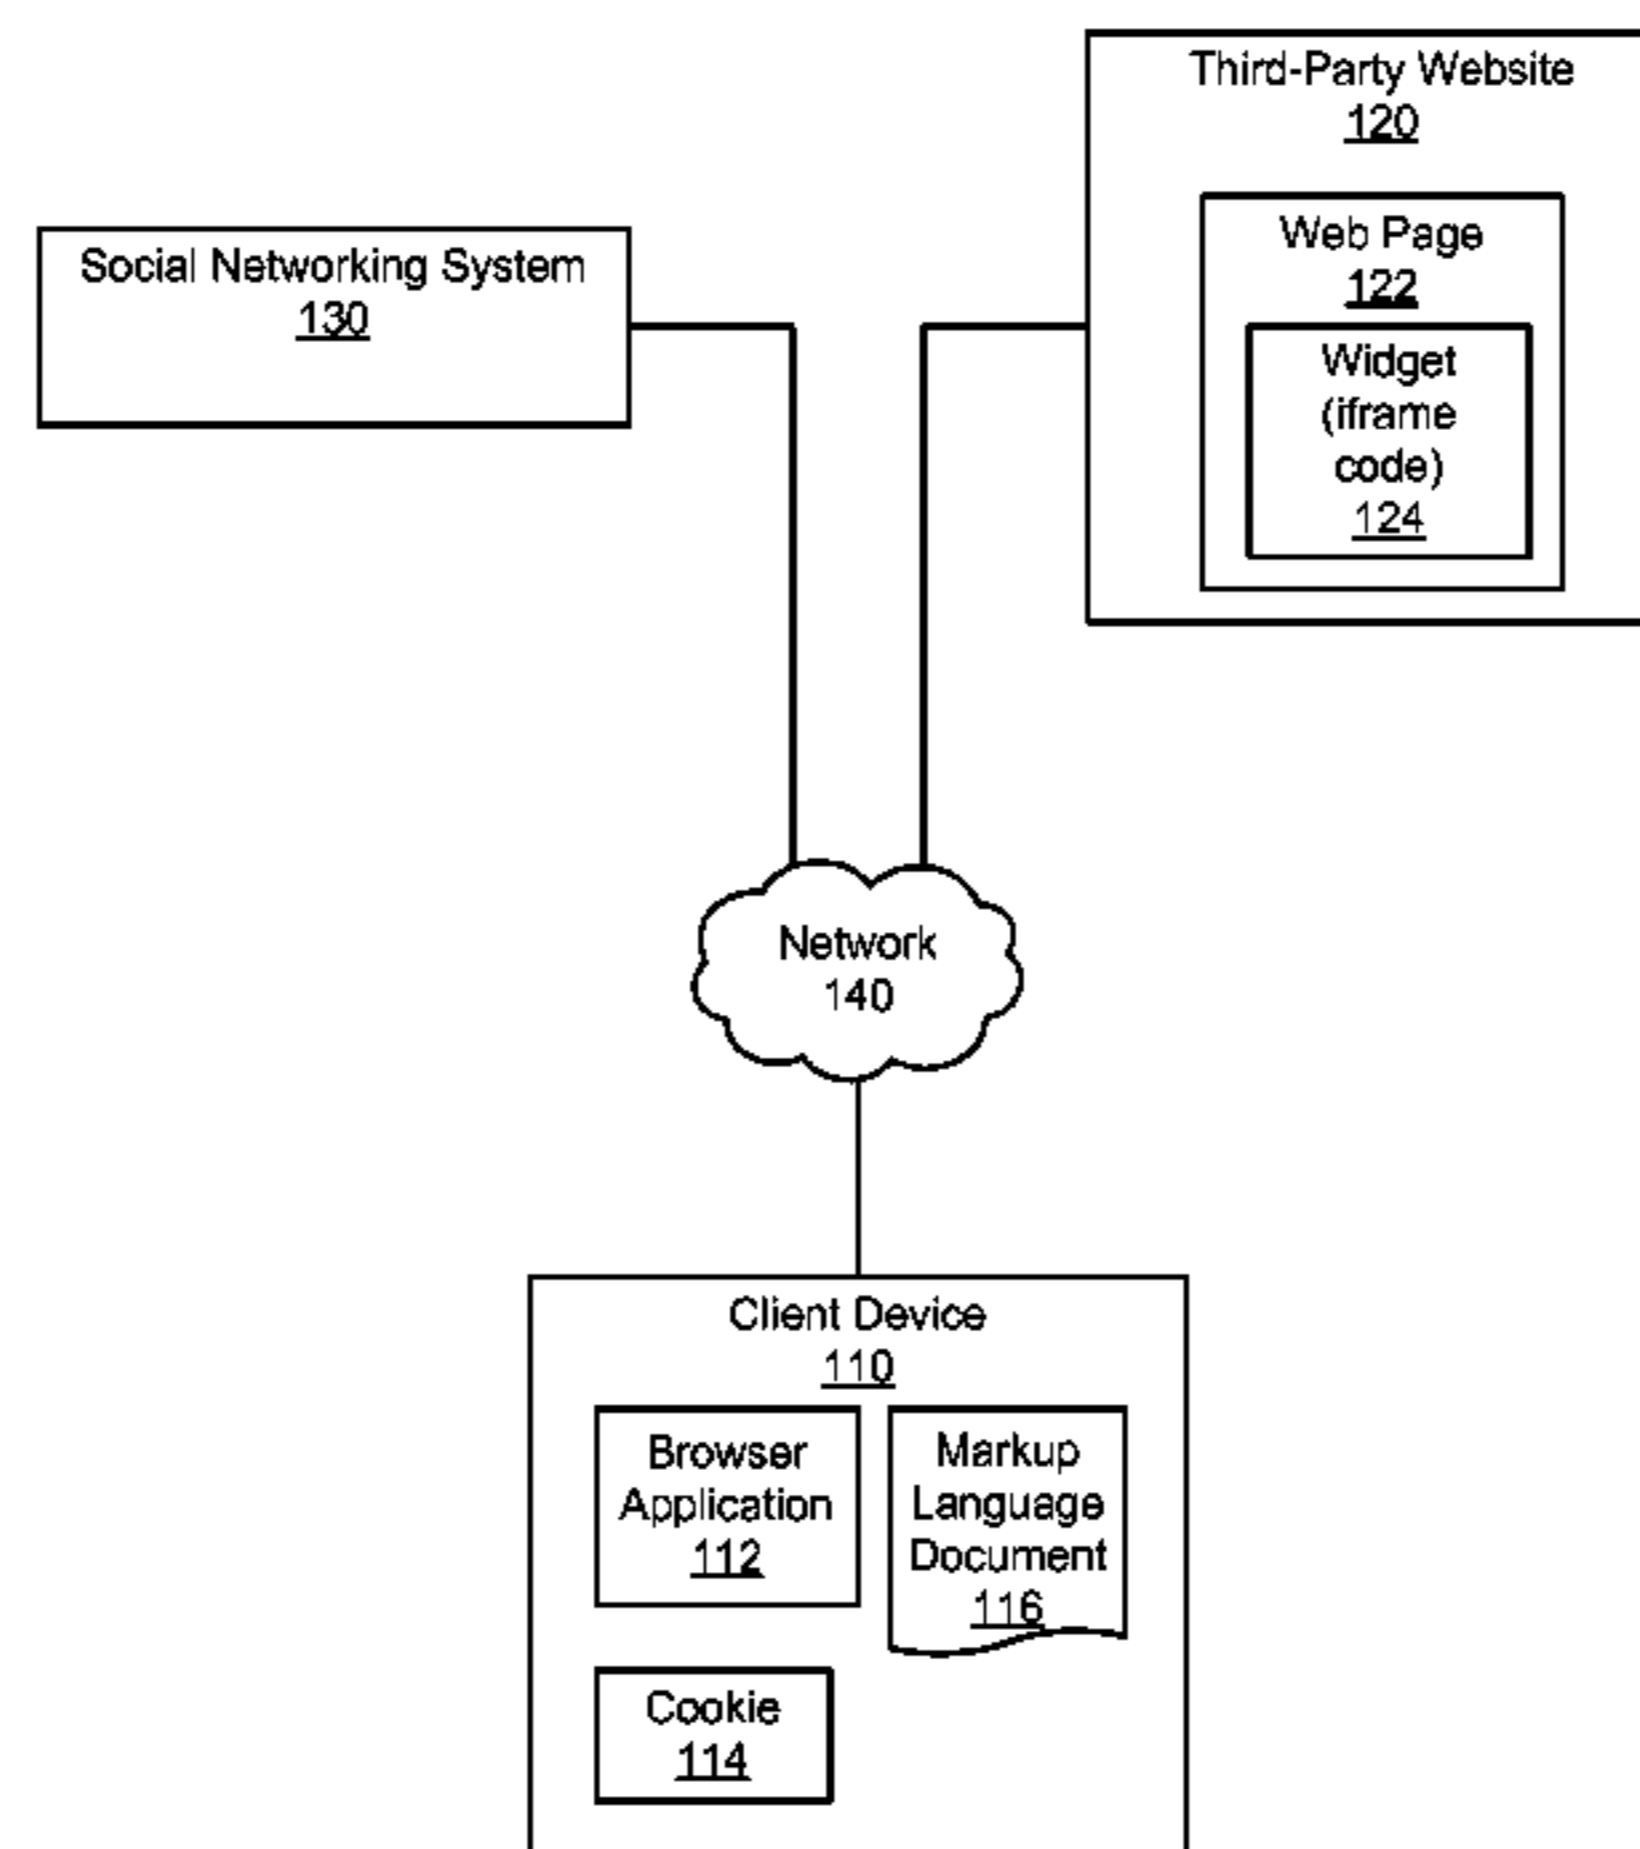 Third-Party Website
120
Web Page
122
Widget
(iframe
code)
124
Social Networking System
130
Network
140
Client Device
110
Browser
Application
112
Markup
Language
Document
116
Cookie
114